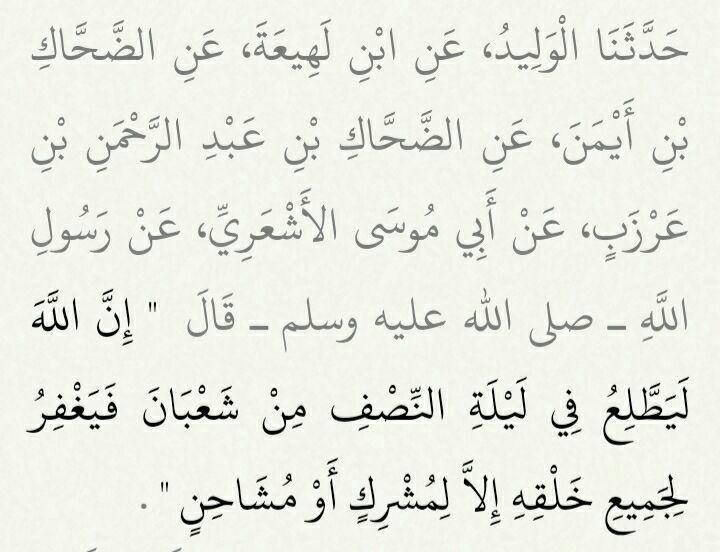 حَدَّثَنَا الْوَلِيدُ، عَنِ ابْنِ لَهِيعَةَ، عَنِ الضَّحَّاكِ
بْنِ أَيْمَنَ، عَنِ الضَّحَّاكِ بْنِ عَبْدِ الرَّحْمَنِ بْنِ
عَرْزَبٍ، عَنْ أَبِي مُوسَى الأَشْعَرِيِّ، عَنْ رَسُولِ
اللَّهِ ـ صلى الله عليه وسلم ـ قَالَ ‏"‏ إِنَّ اللَّهَ
لَيَطَّلِعُ فِي لَيْلَةِ النِّصْفِ مِنْ شَعْبَانَ فَيَغْفِرُ
لِجَمِيعِ خَلْقِهِ إِلاَّ لِمُشْرِكٍ أَوْ مُشَاحِنٍ ‏"‏ ‏.‏